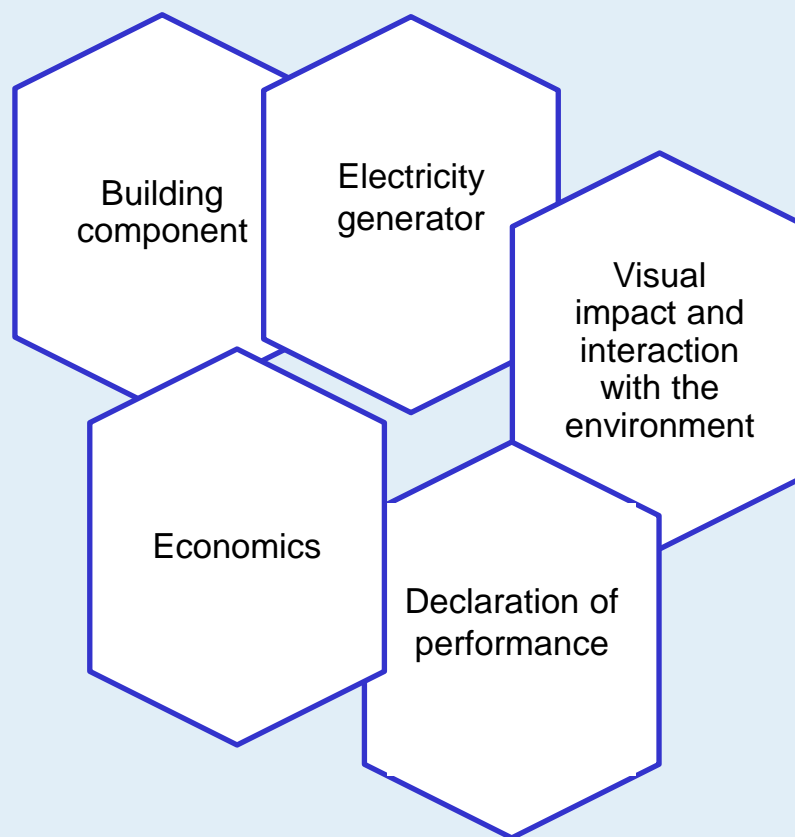 Building
component
Electricity
generator
Visual
impact and
interaction
with the
environment
Economics
Declaration of
performance